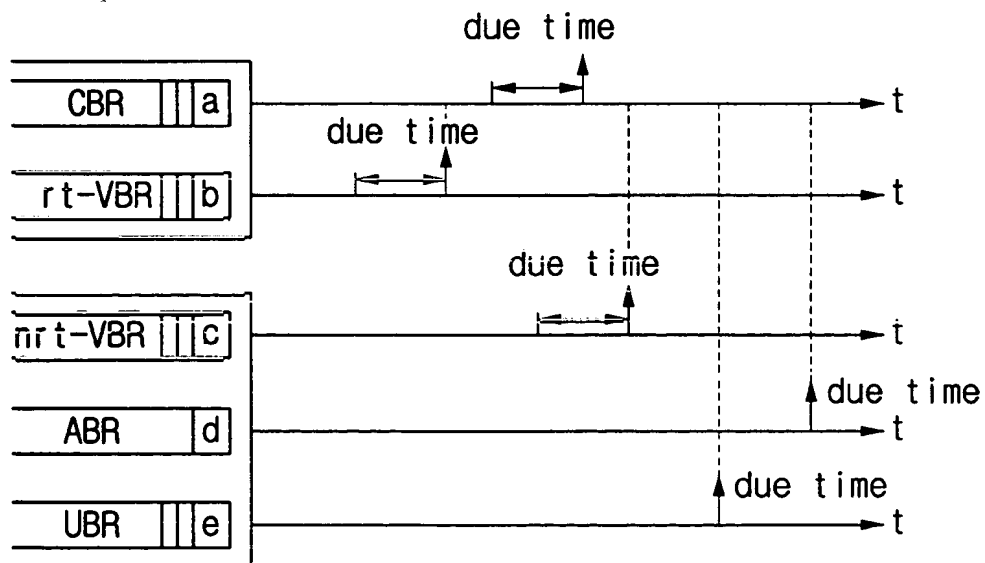 due time
CBR a t
due time
rt-VBR b t
due time
nrt-VBR c t
due time
ABR d t
due time
UBR e t